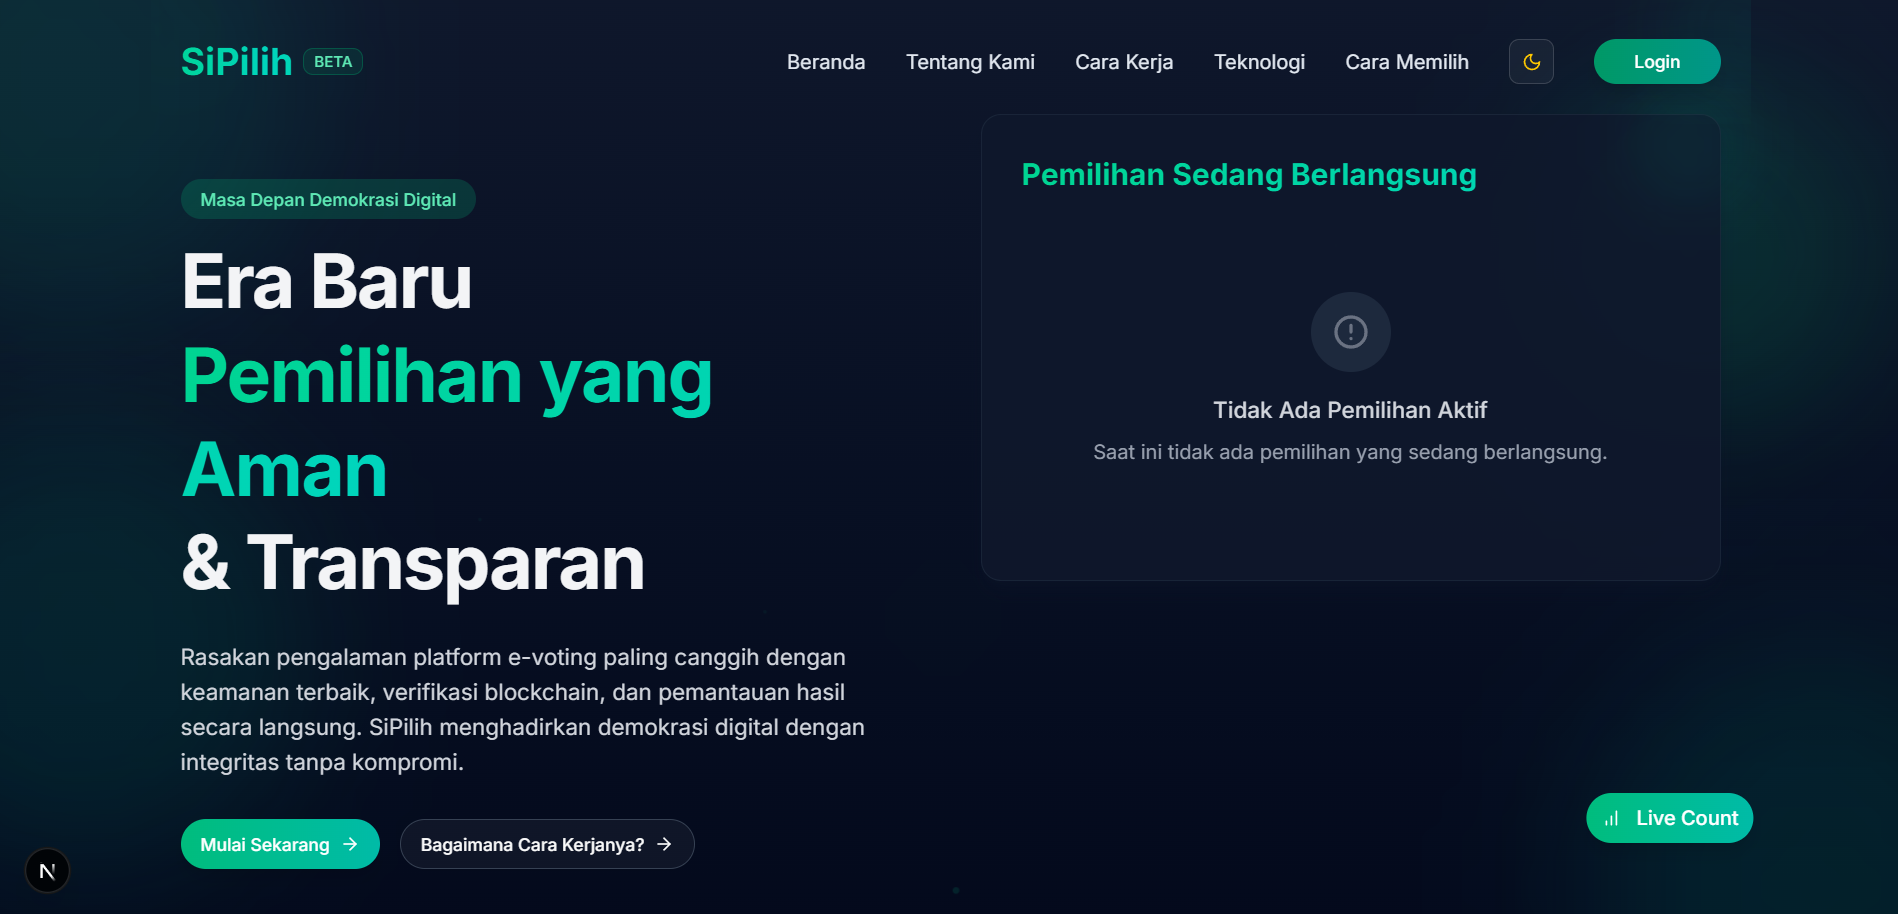 SiPilih BETA
Beranda Tentang Kami Cara Kerja Teknologi Cara Memilih Login
Masa Depan Demokrasi Digital
Era Baru
Pemilihan yang
Aman
& Transparan
Rasakan pengalaman platform e-voting paling canggih dengan
keamanan terbaik, verifikasi blockchain, dan pemantauan hasil
secara langsung. SiPilih menghadirkan demokrasi digital dengan
integritas tanpa kompromi.
Mulai Sekarang
Bagaimana Cara Kerjanya?
Pemilihan Sedang Berlangsung
Tidak Ada Pemilihan Aktif
Saat ini tidak ada pemilihan yang sedang berlangsung.
Live Count
N